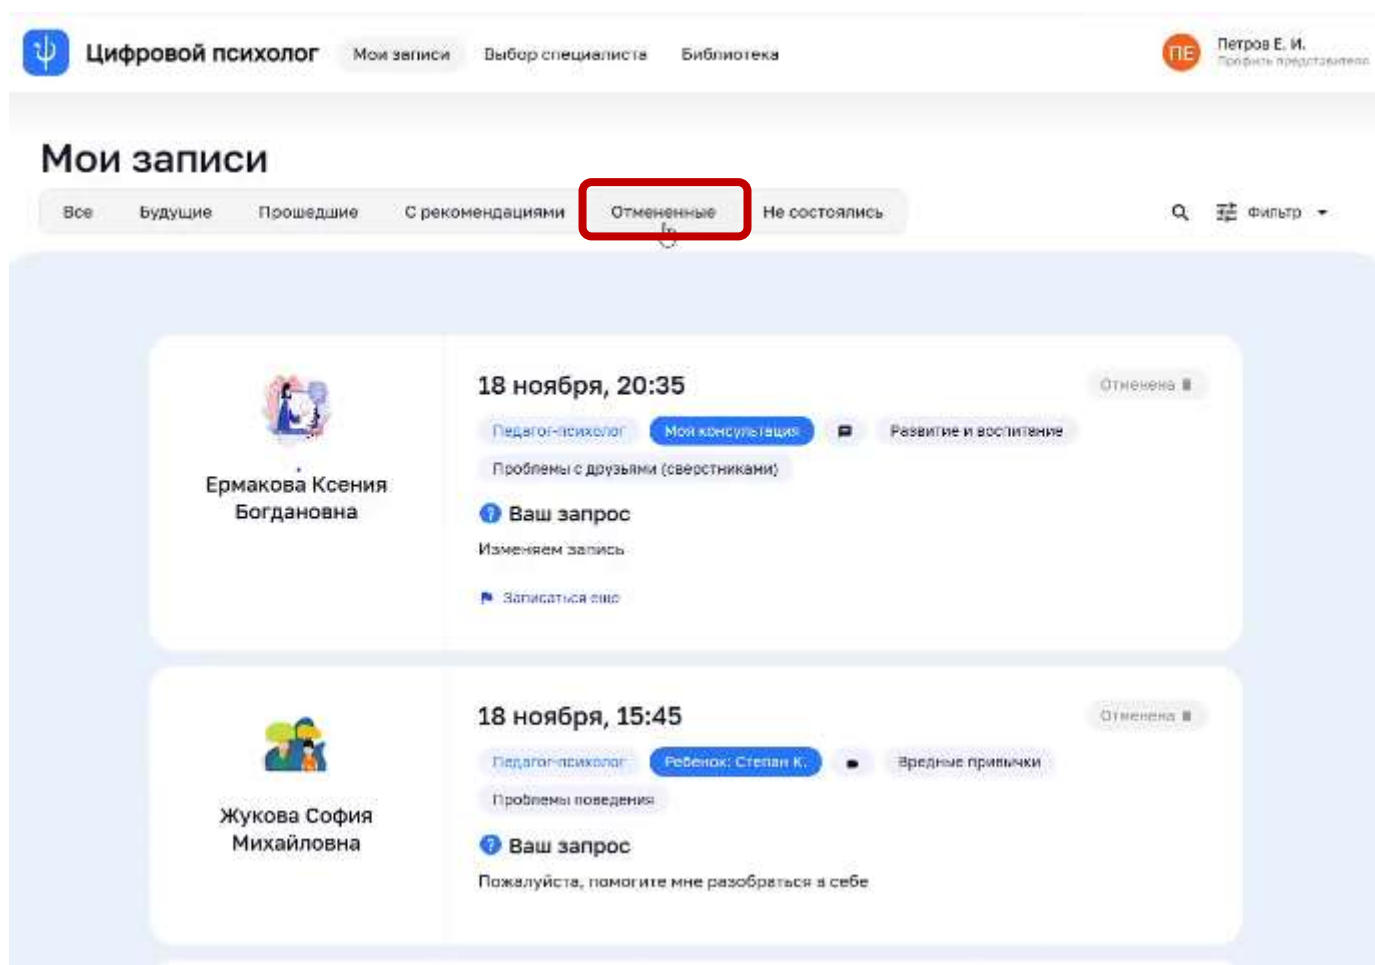 Цифровой психолог Мои записи Выбор специалиста Библиотека
ПЕ Петров Е. И.
Профиль представителя
Мои записи
Все Будущие Прошедшие С рекомендациями Отмененные Не состоялись Фильтр
Ермакова Ксения
Богдановна
18 ноября, 20:35
Отменена
Педагог-психолог Моя консультация Развитие и воспитание
Проблемы с друзьями (сверстниками)
? Ваш запрос
Изменяем запись
Записаться еще
Жукова София
Михайловна
18 ноября, 15:45
Отменена
Педагог-психолог Ребенок: Степан К. Вредные привычки
Проблемы поведения
? Ваш запрос
Пожалуйста, помогите мне разобраться в себе